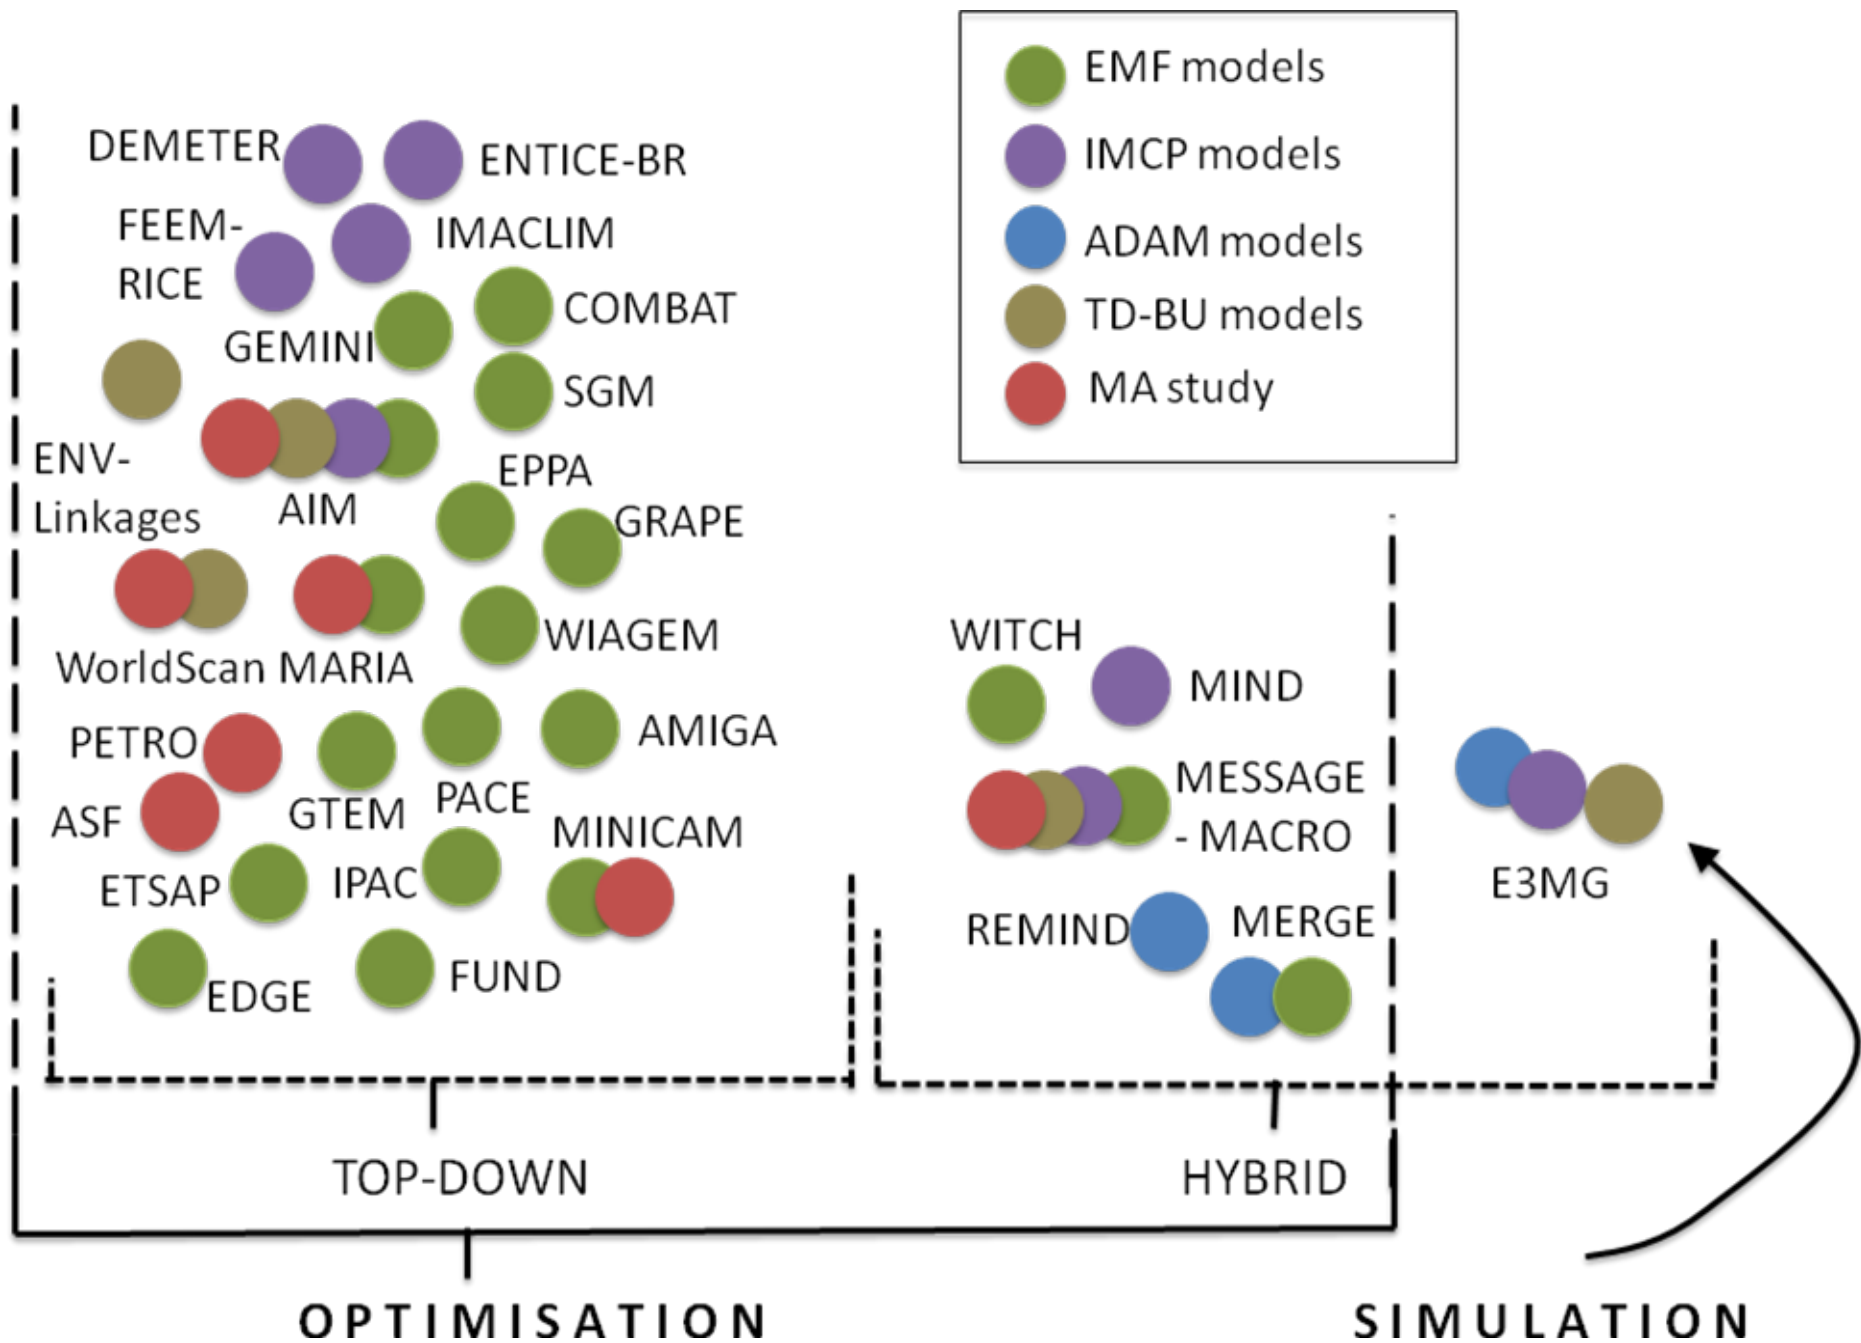 EMF models
IMCP models
ADAM models
TD-BU models
MA study
DEMETER
ENTICE-BR
FEEM-
RICE
IMACLIM
COMBAT
GEMINI
SGM
ENV-
Linkages
AIM
EPPA
GRAPE
WorldScan
MARIA
WIAGEM
PETRO
AMIGA
ASF
GTEM
PACE
MINICAM
ETSAP
IPAC
EDGE
FUND
WITCH
MIND
MESSAGE
- MACRO
REMIND
MERGE
E3MG
TOP-DOWN
HYBRID
OPTIMISATION
SIMULATION